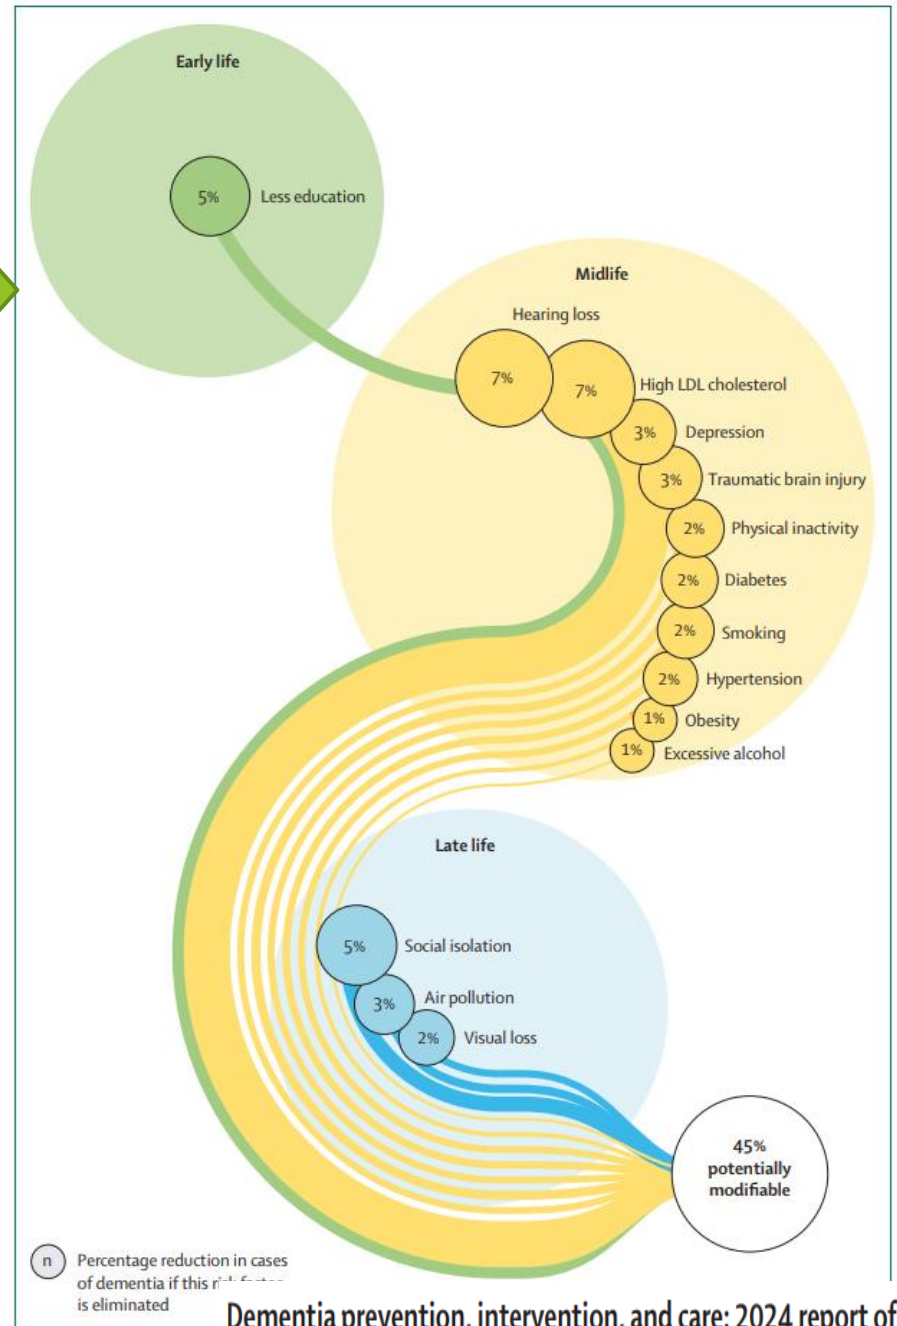 Early life
5%
Less education
Midlife
Hearing loss
7%
7%
High LDL cholesterol
3%
Depression
3%
Traumatic brain injury
2%
Physical inactivity
2%
Diabetes
2%
Smoking
2%
Hypertension
1%
Obesity
1%
Excessive alcohol
Late life
5%
Social isolation
3%
Air pollution
2%
Visual loss
45%
potentially
modifiable
n
Percentage reduction in cases
of dementia if this risk factor
is eliminated
Dementia prevention, intervention, and care: 2024 report of